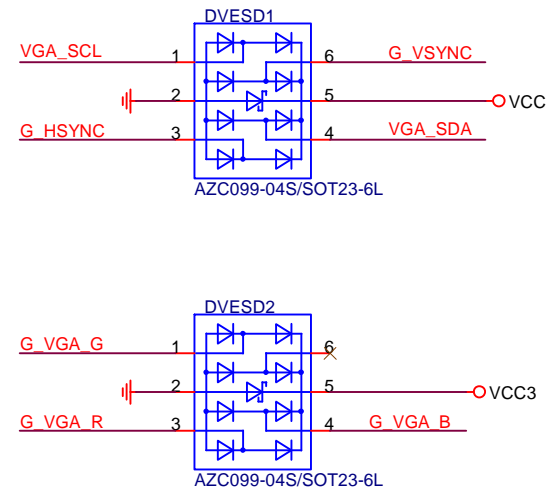 DVESD1
VGA_SCL 1 6 G_VSYNC
2 5 VCC
G_HSYNC 3 4 VGA_SDA
AZC099-04S/SOT23-6L
DVESD2
G_VGA_G 1 6
2 5 VCC3
G_VGA_R 3 4 G_VGA_B
AZC099-04S/SOT23-6L